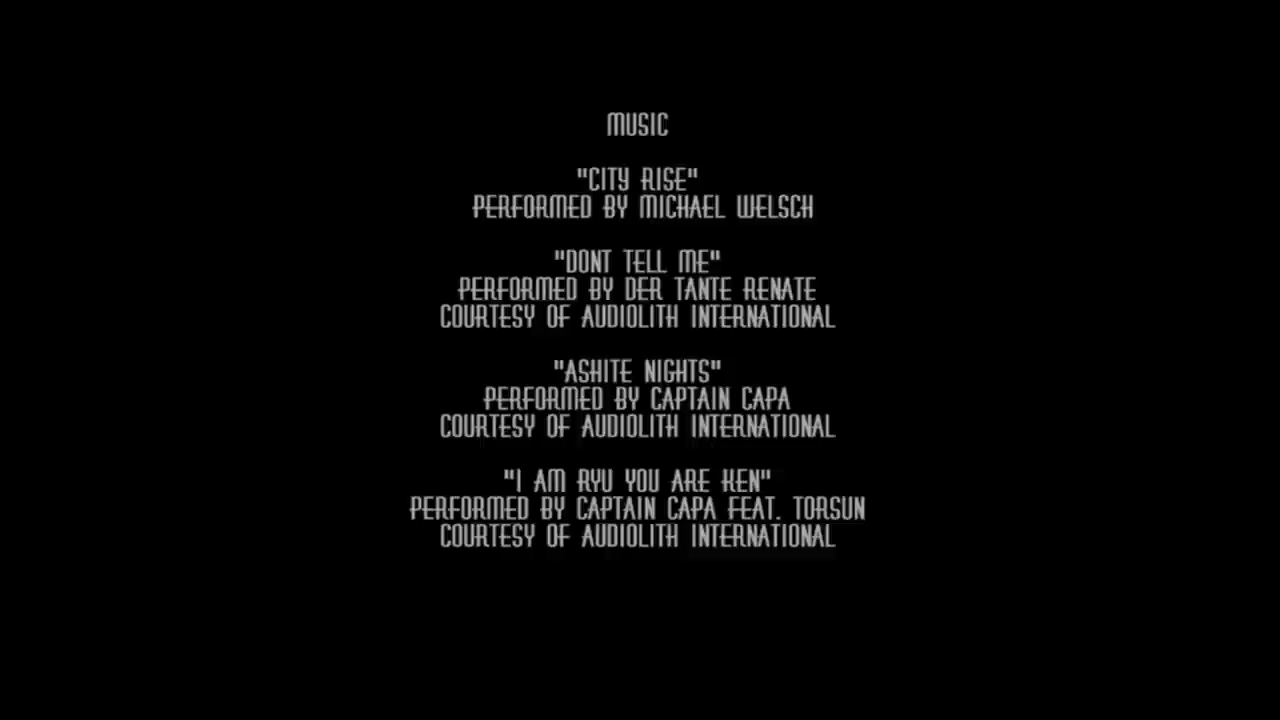 MUSIC
"CITY RISE"
PERFORMED BY MICHAEL WELSCH
"DONT TELL ME"
PERFORMED BY DER TANTE RENATE
COURTESY OF AUDIOLITH INTERNATIONAL
"ASHITE NIGHTS"
PERFORMED BY CAPTAIN CAPA
COURTESY OF AUDIOLITH INTERNATIONAL
"I AM RYU YOU ARE KEN"
PERFORMED BY CAPTAIN CAPA FEAT. TORSUN
COURTESY OF AUDIOLITH INTERNATIONAL